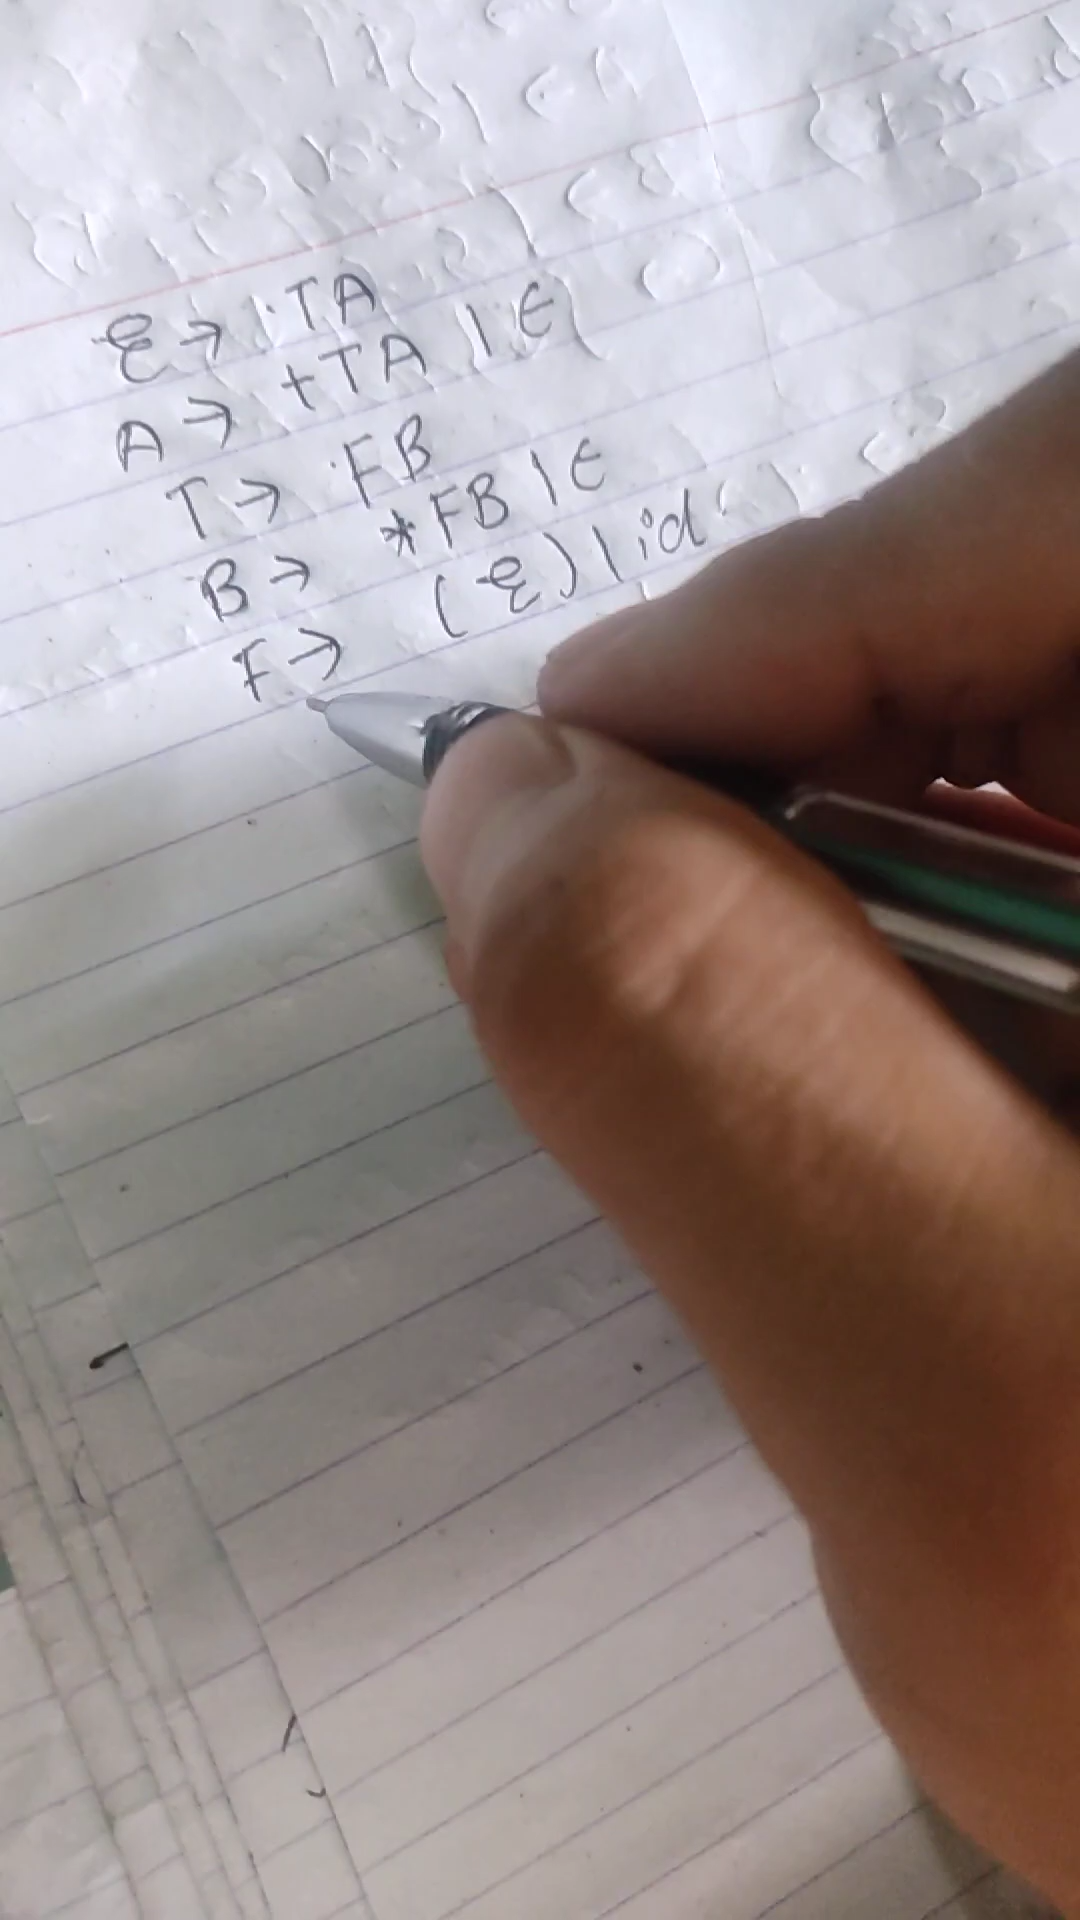 E → TA
A → +TA | ε
T → FB
B → *FB | ε
F → (E) | id